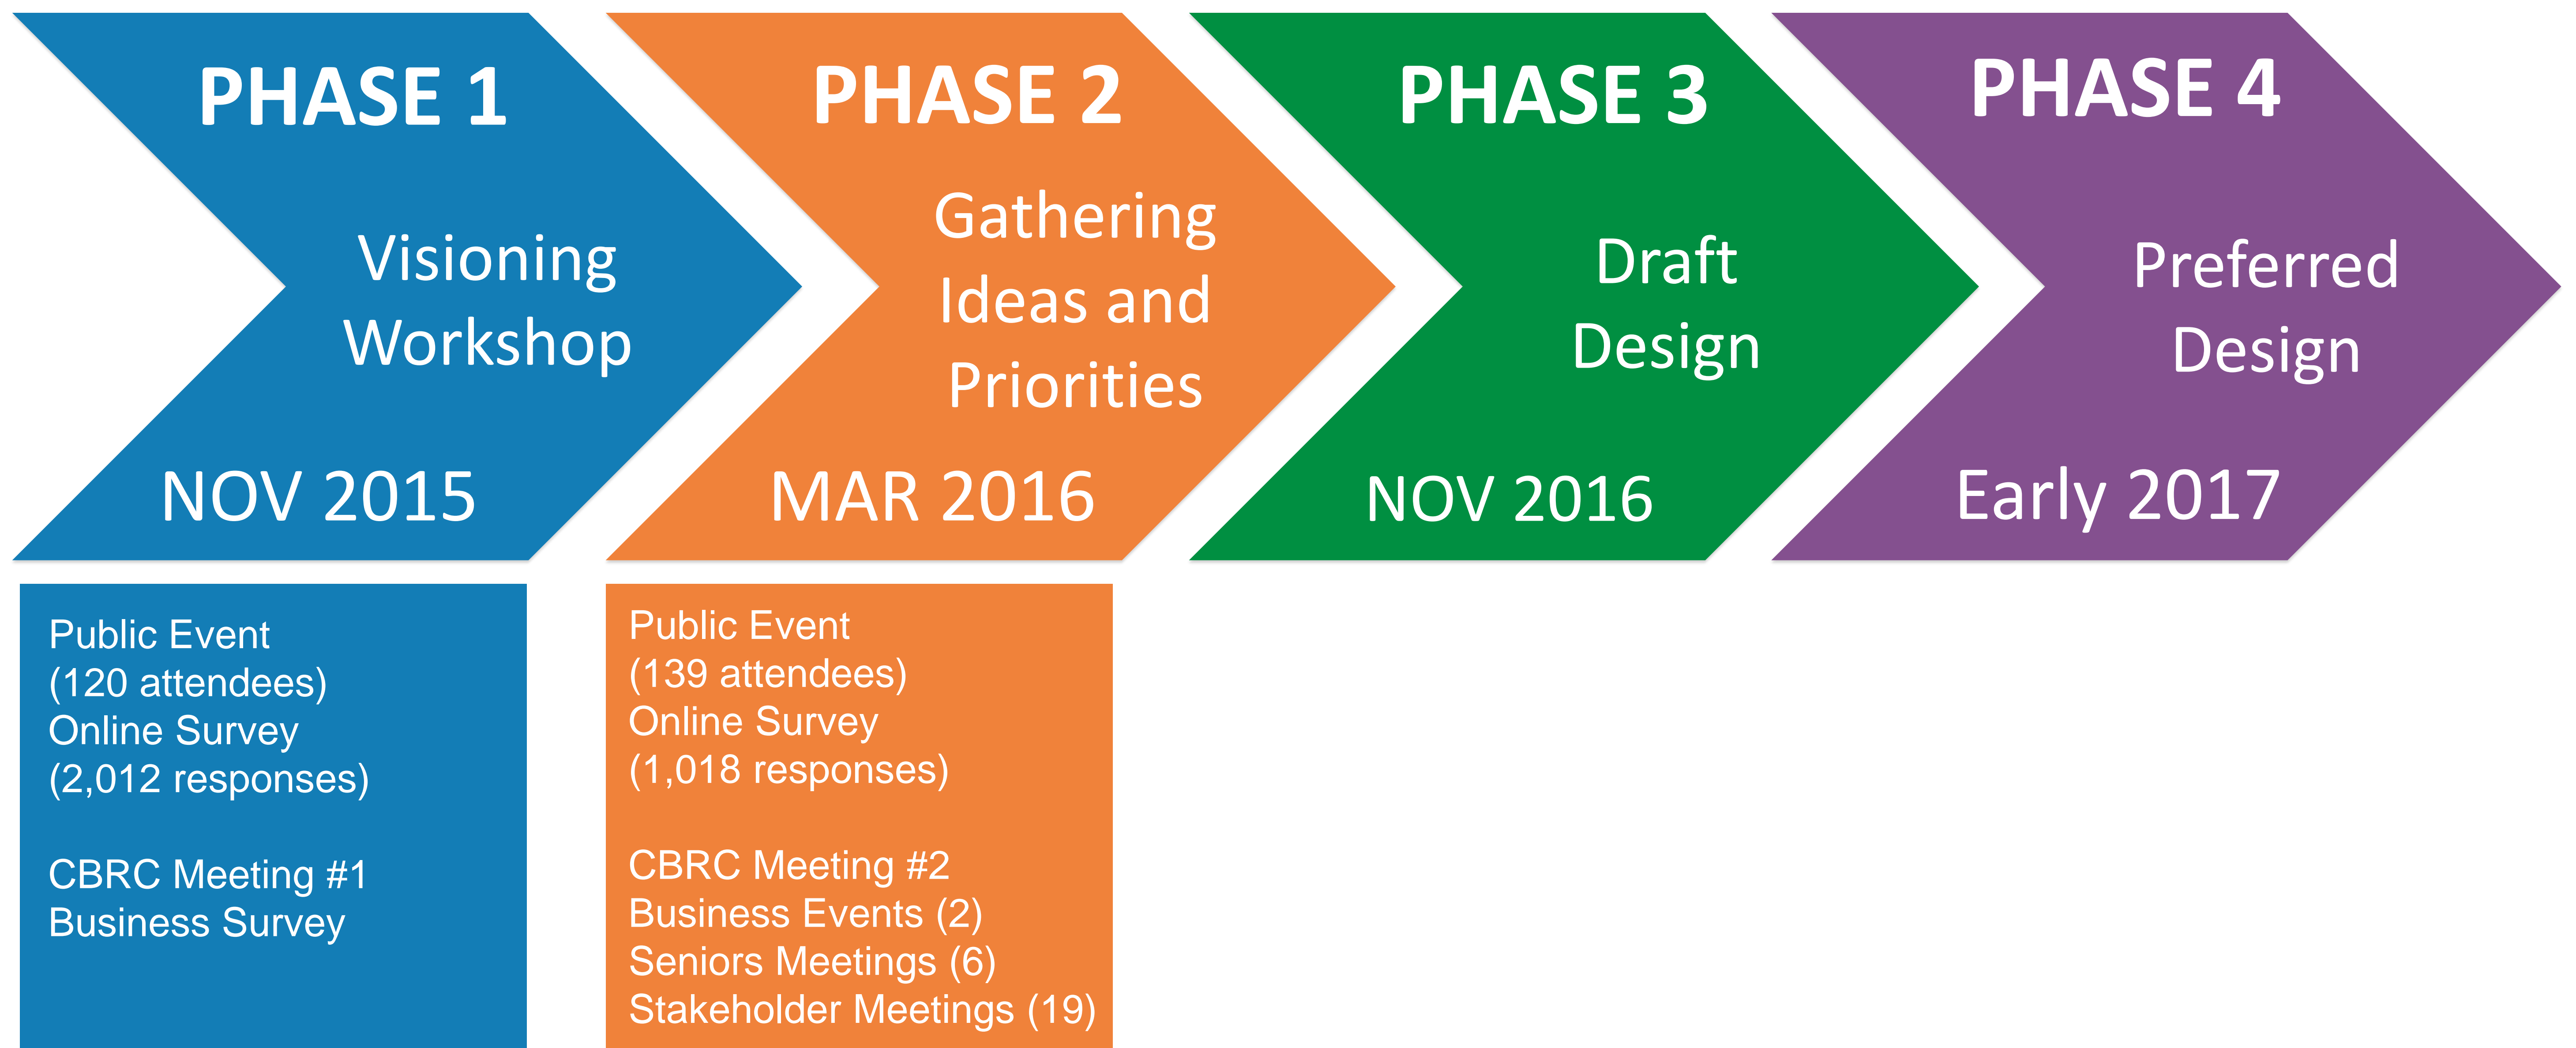 PHASE 1
Visioning
Workshop
NOV 2015
PHASE 2
Gathering
Ideas and
Priorities
MAR 2016
PHASE 3
Draft
Design
NOV 2016
PHASE 4
Preferred
Design
Early 2017
Public Event
(120 attendees)
Online Survey
(2,012 responses)
CBRC Meeting #1
Business Survey
Public Event
(139 attendees)
Online Survey
(1,018 responses)
CBRC Meeting #2
Business Events (2)
Seniors Meetings (6)
Stakeholder Meetings (19)